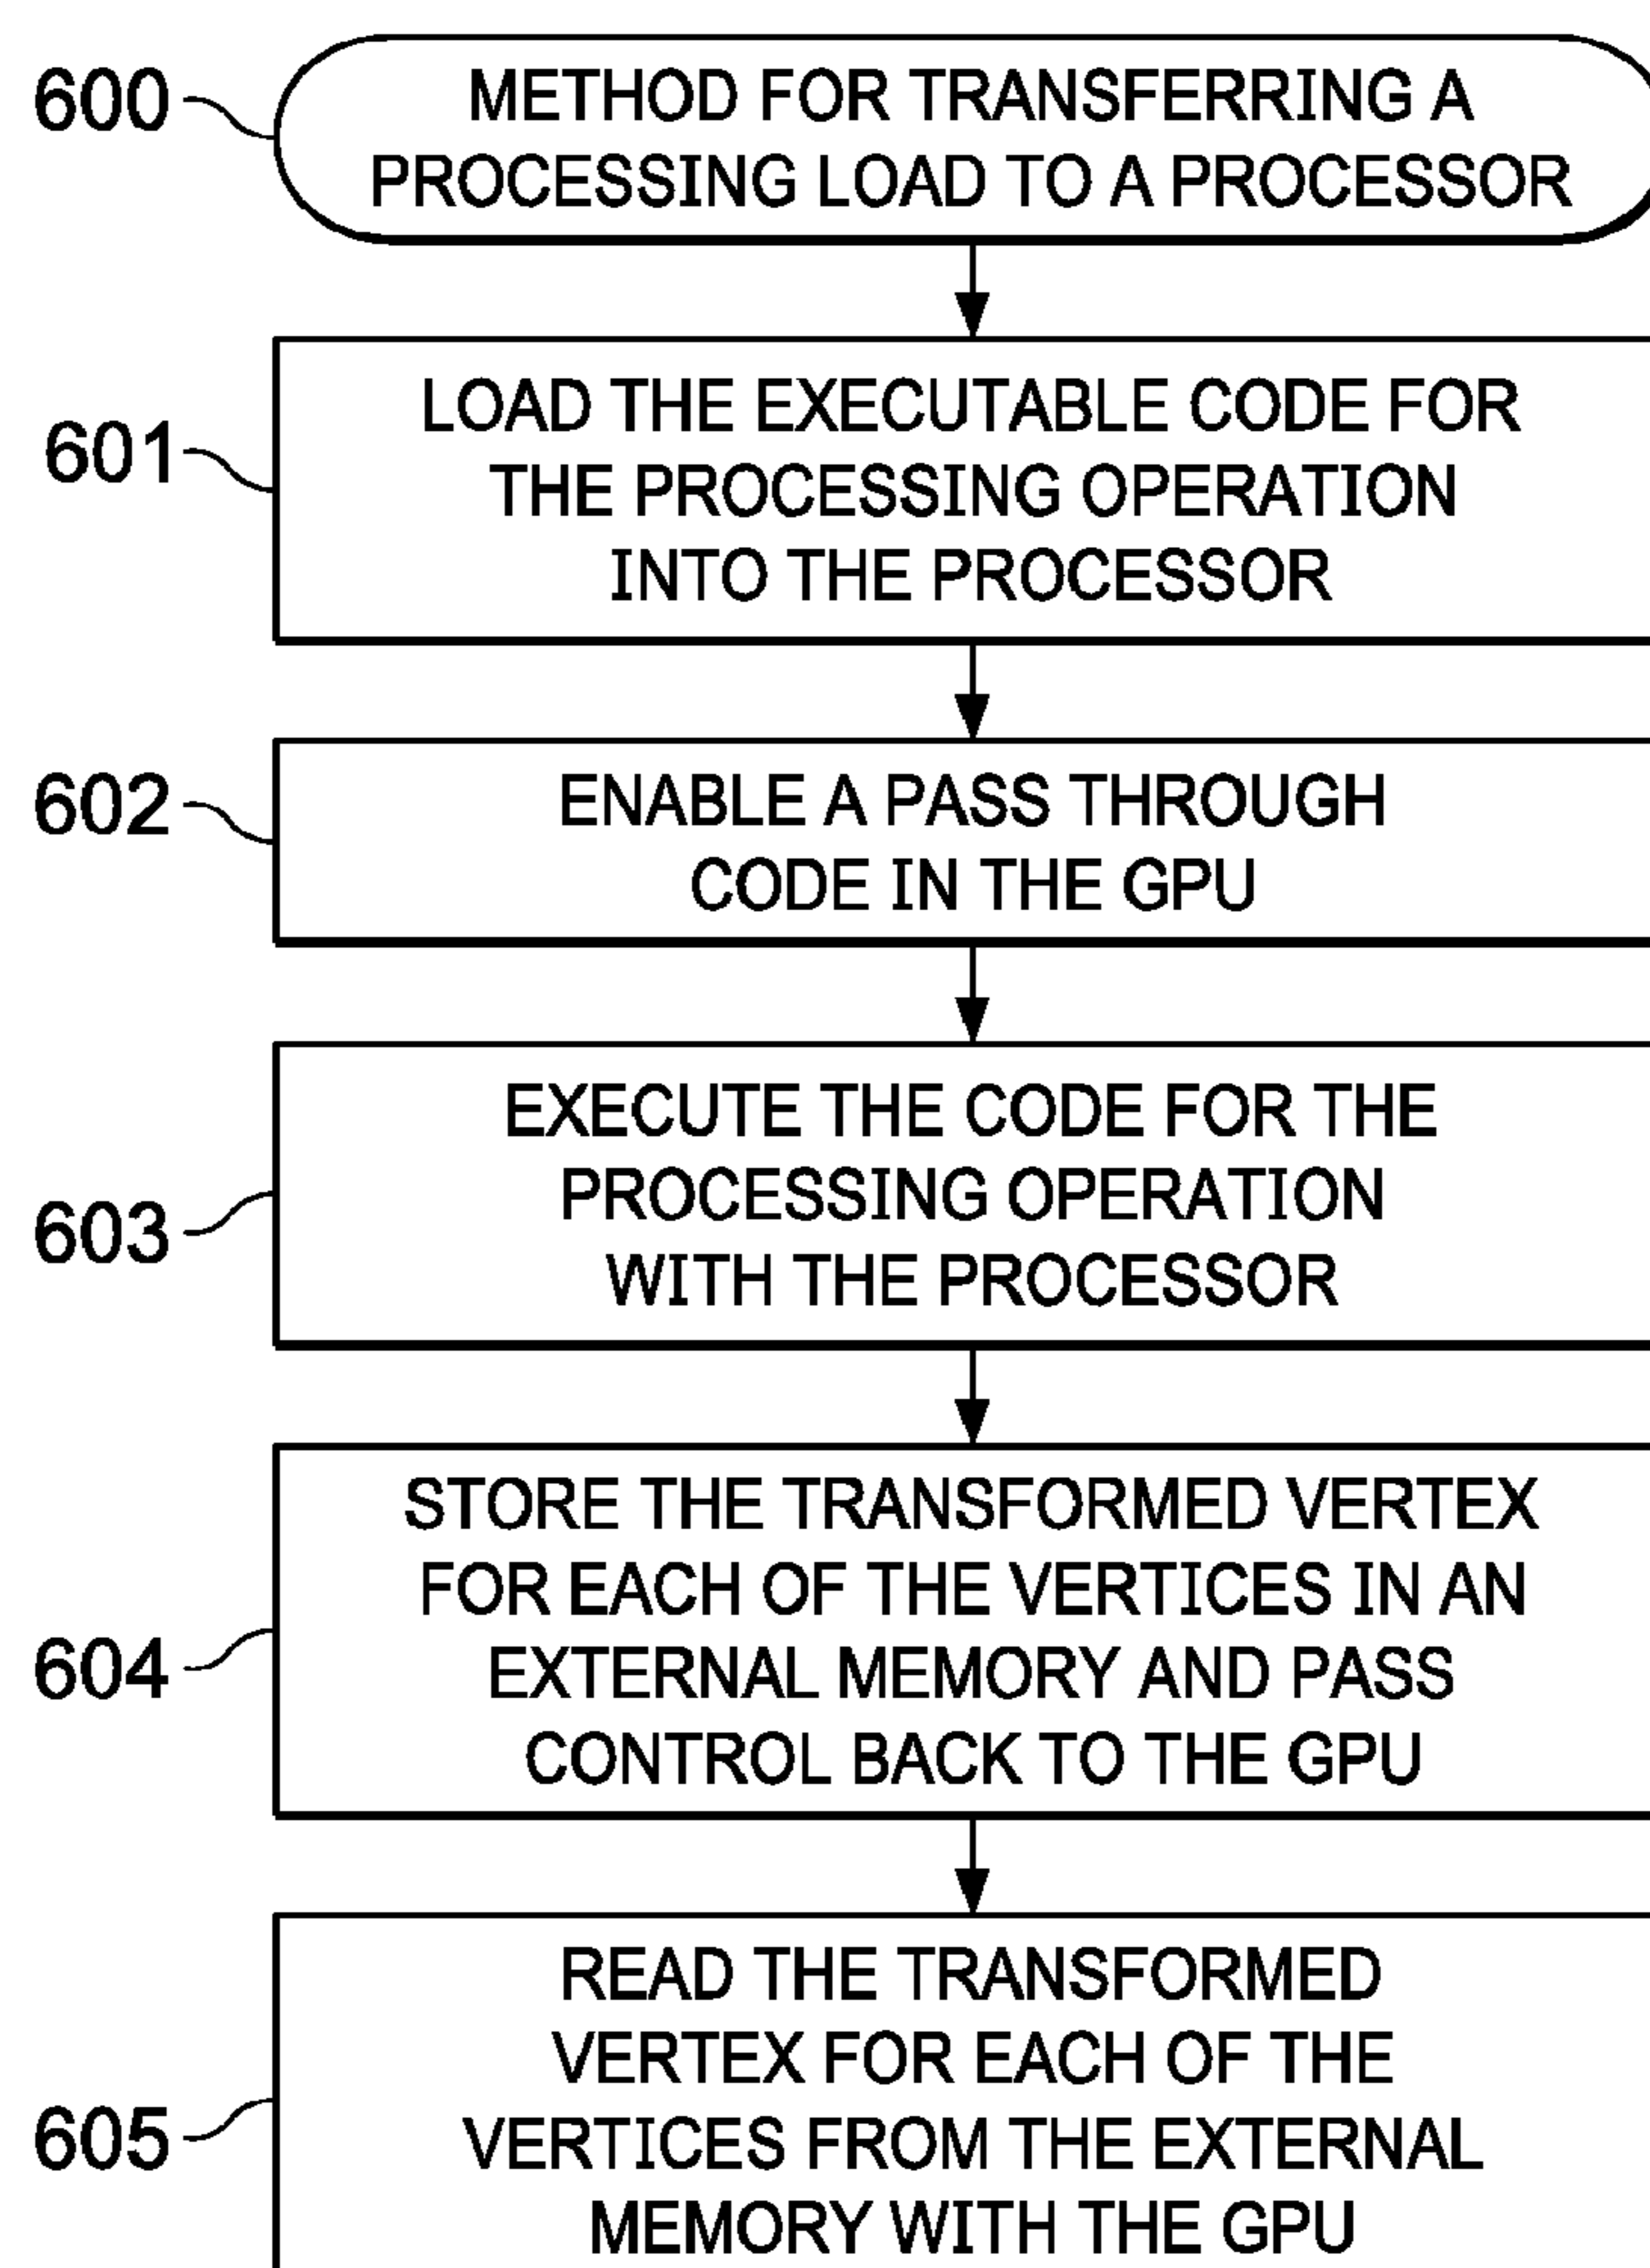 600
METHOD FOR TRANSFERRING A
PROCESSING LOAD TO A PROCESSOR
601
LOAD THE EXECUTABLE CODE FOR
THE PROCESSING OPERATION
INTO THE PROCESSOR
602
ENABLE A PASS THROUGH
CODE IN THE GPU
603
EXECUTE THE CODE FOR THE
PROCESSING OPERATION
WITH THE PROCESSOR
604
STORE THE TRANSFORMED VERTEX
FOR EACH OF THE VERTICES IN AN
EXTERNAL MEMORY AND PASS
CONTROL BACK TO THE GPU
605
READ THE TRANSFORMED
VERTEX FOR EACH OF THE
VERTICES FROM THE EXTERNAL
MEMORY WITH THE GPU